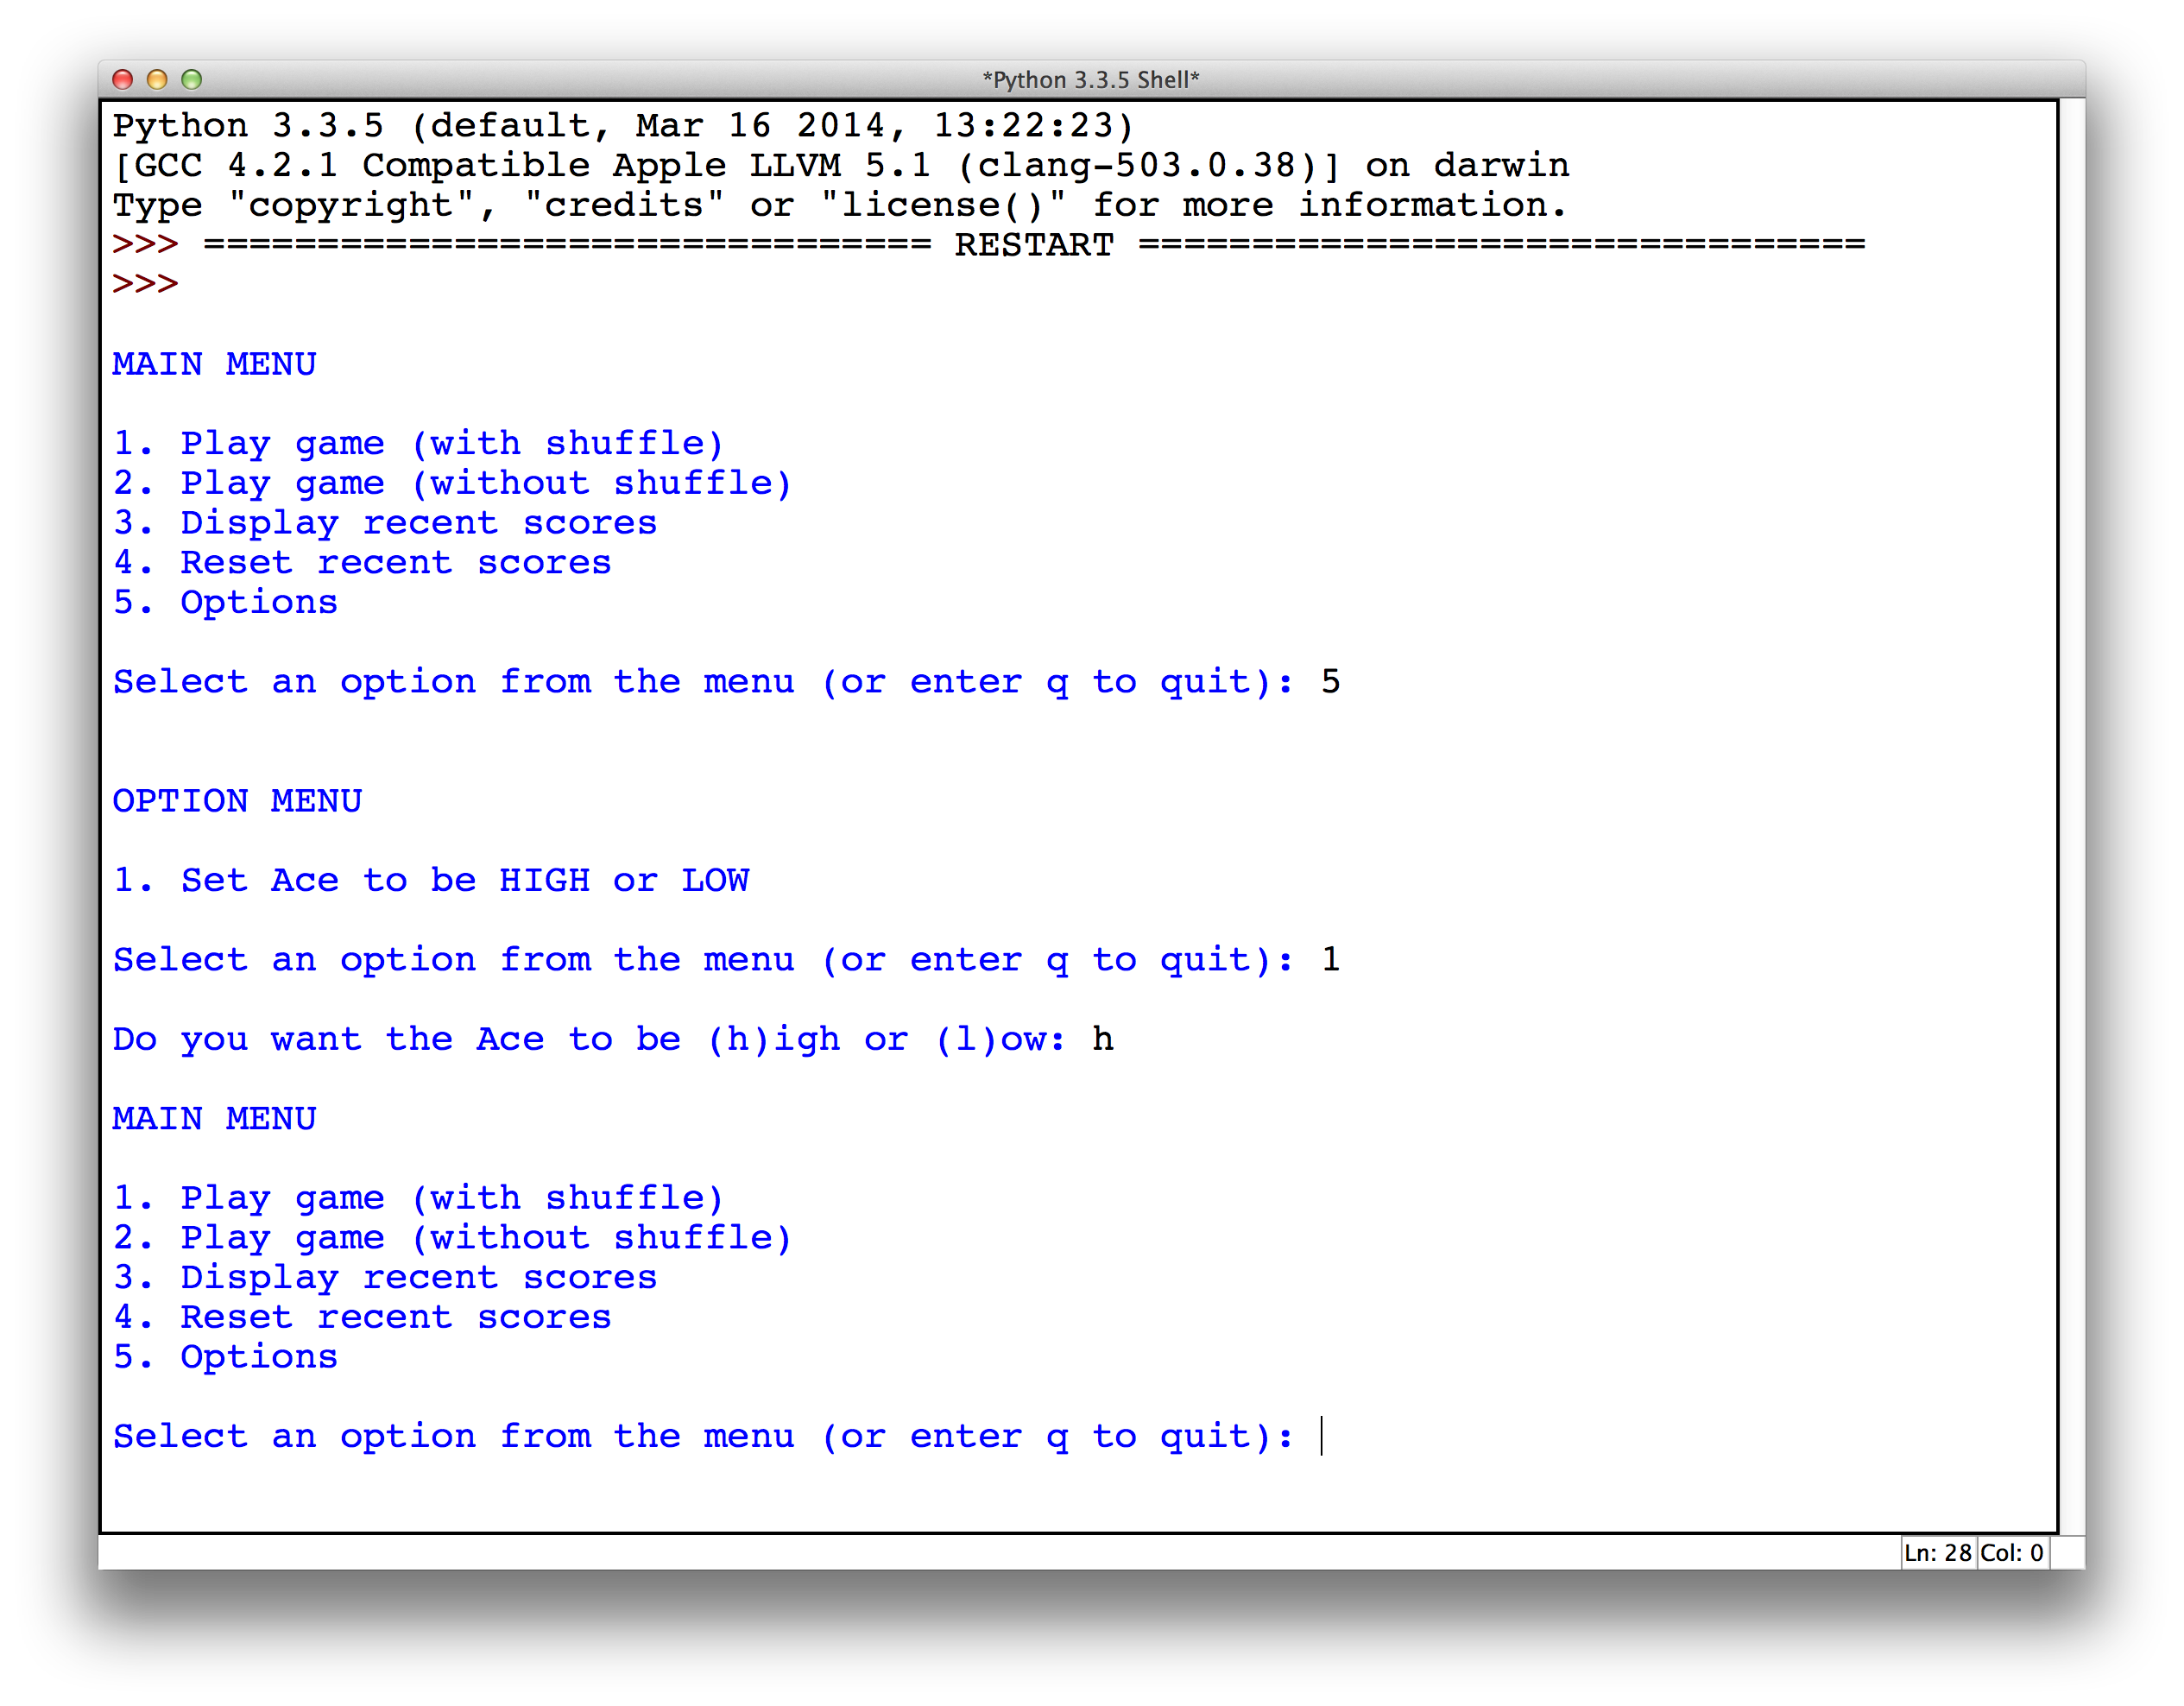 *Python 3.3.5 Shell*
Python 3.3.5 (default, Mar 16 2014, 13:22:23)
[GCC 4.2.1 Compatible Apple LLVM 5.1 (clang-503.0.38)] on darwin
Type "copyright", "credits" or "license()" for more information.
>>> ================================ RESTART ================================
>>>
MAIN MENU
1. Play game (with shuffle)
2. Play game (without shuffle)
3. Display recent scores
4. Reset recent scores
5. Options
Select an option from the menu (or enter q to quit): 5
OPTION MENU
1. Set Ace to be HIGH or LOW
Select an option from the menu (or enter q to quit): 1
Do you want the Ace to be (h)igh or (l)ow: h
MAIN MENU
1. Play game (with shuffle)
2. Play game (without shuffle)
3. Display recent scores
4. Reset recent scores
5. Options
Select an option from the menu (or enter q to quit):
Ln: 28 Col: 0